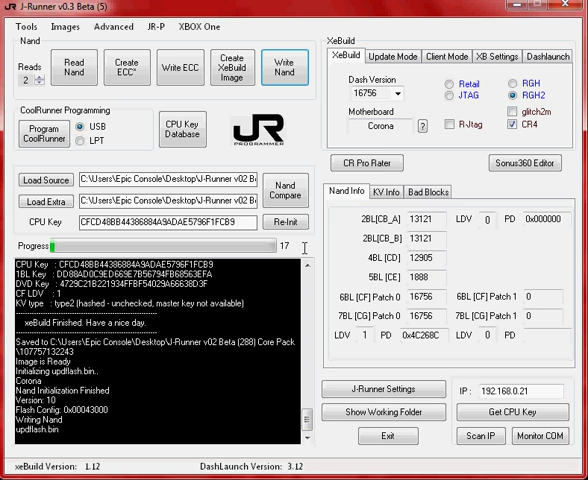 J-Runner v0.3 Beta (5)
Tools Images Advanced JR-P XBOX One
Nand
Reads
2
Read Nand
Create ECC*
Write ECC
Create XeBuild Image
Write Nand
CoolRunner Programming
Program CoolRunner
USB
LPT
CPU Key Database
JR
PROGRAMMER
Load Source C:\Users\Epic Console\Desktop\J-Runner v02 B
Load Extra C:\Users\Epic Console\Desktop\J-Runner v02 B
CPU Key CFCD48BB44386884A9ADAE5796F1FCB9
Nand Compare
Re-Init
Progress 17
CPU Key : CFCD48BB44386884A9ADAE5796F1FCB9
1BL Key : DD88AD0C9ED669E7B56794FB68563EFA
DVD Key : 4729C21B221934FFBF54029A66638D3F
CF LDV : 1
KV type : type2 (hashed - unchecked, master key not available)
xeBuild Finished. Have a nice day.
Saved to C:\Users\Epic Console\Desktop\J-Runner v02 Beta (288) Core Pack
\107757132243
Image is Ready
Initializing updflash.bin..
Corona
Nand Initialization Finished
Version: 10
Flash Config: 0x00043000
Writing Nand
updflash.bin
XeBuild
XeBuild Update Mode Client Mode XB Settings Dashlaunch
Dash Version
16756
Motherboard
Corona ?
Retail
JTAG
RGH
RGH2
glitch2m
R-Jtag
CR4
CR Pro Rater
Sonus360 Editor
Nand Info KV Info Bad Blocks
2BL[CB_A] 13121 LDV 0 PD 0x000000
2BL[CB_B] 13121
4BL [CD] 12905
5BL [CE] 1888
6BL [CF] Patch 0 16756 6BL [CF] Patch 1
7BL [CG] Patch 0 16756 7BL [CG] Patch 1
LDV 1 PD 0x4C268C LDV 0 PD
J-Runner Settings
Show Working Folder
Exit
IP : 192.168.0.21
Get CPU Key
Scan IP
Monitor COM
xeBuild Version: 1.12 DashLaunch Version: 3.12